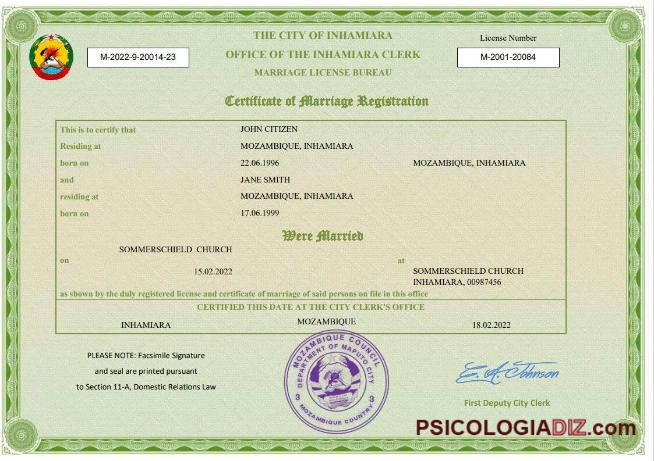 THE CITY OF INHAMIARA
License Number
M-2022-9-20014-23
OFFICE OF THE INHAMIARA CLERK
M-2001-20084
MARRIAGE LICENSE BUREAU
Certificate of Marriage Registration
This is to certify that JOHN CITIZEN
Residing at MOZAMBIQUE, INHAMIARA
born on 22.06.1996 MOZAMBIQUE, INHAMIARA
and JANE SMITH
residing at MOZAMBIQUE, INHAMIARA
born on 17.06.1999
Were Married
SOMMERSCHIELD CHURCH
on at
15.02.2022 SOMMERSCHIELD CHURCH
INHAMIARA, 00987456
as shown by the duly registered license and certificate of marriage of said persons on file in this office
CERTIFIED THIS DATE AT THE CITY CLERK'S OFFICE
INHAMIARA MOZAMBIQUE 18.02.2022
PLEASE NOTE: Facsimile Signature
and seal are printed pursuant
to Section 11-A, Domestic Relations Law
MOZAMBIQUE COUNCIL
DEPARTMENT OF MAPUTO CITY
3 3
MOZAMBIQUE COUNTRY
E. A. Johnson
First Deputy City Clerk
PSICOLOGIADIZ.com